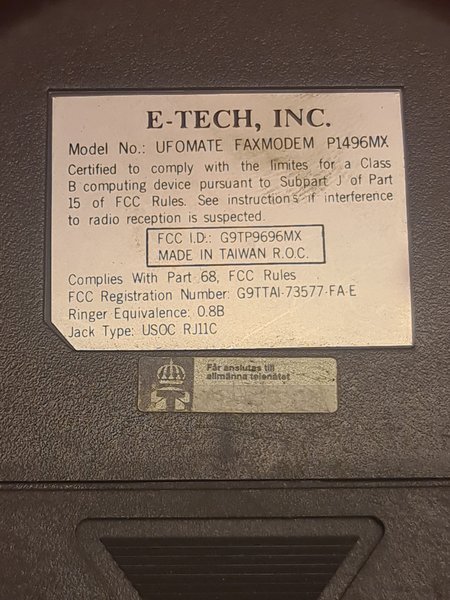 E-TECH, INC.
Model No.: UFOMATE FAXMODEM P1496MX
Certified to comply with the limites for a Class
B computing device pursuant to Subpart J of Part
15 of FCC Rules. See instructions if interference
to radio reception is suspected.
FCC I.D.: G9TP9696MX
MADE IN TAIWAN R.O.C.
Complies With Part 68, FCC Rules
FCC Registration Number: G9TTAI-73577-FA-E
Ringer Equivalence: 0.8B
Jack Type: USOC RJ11C
Får anslutas till
allmänna telenätet